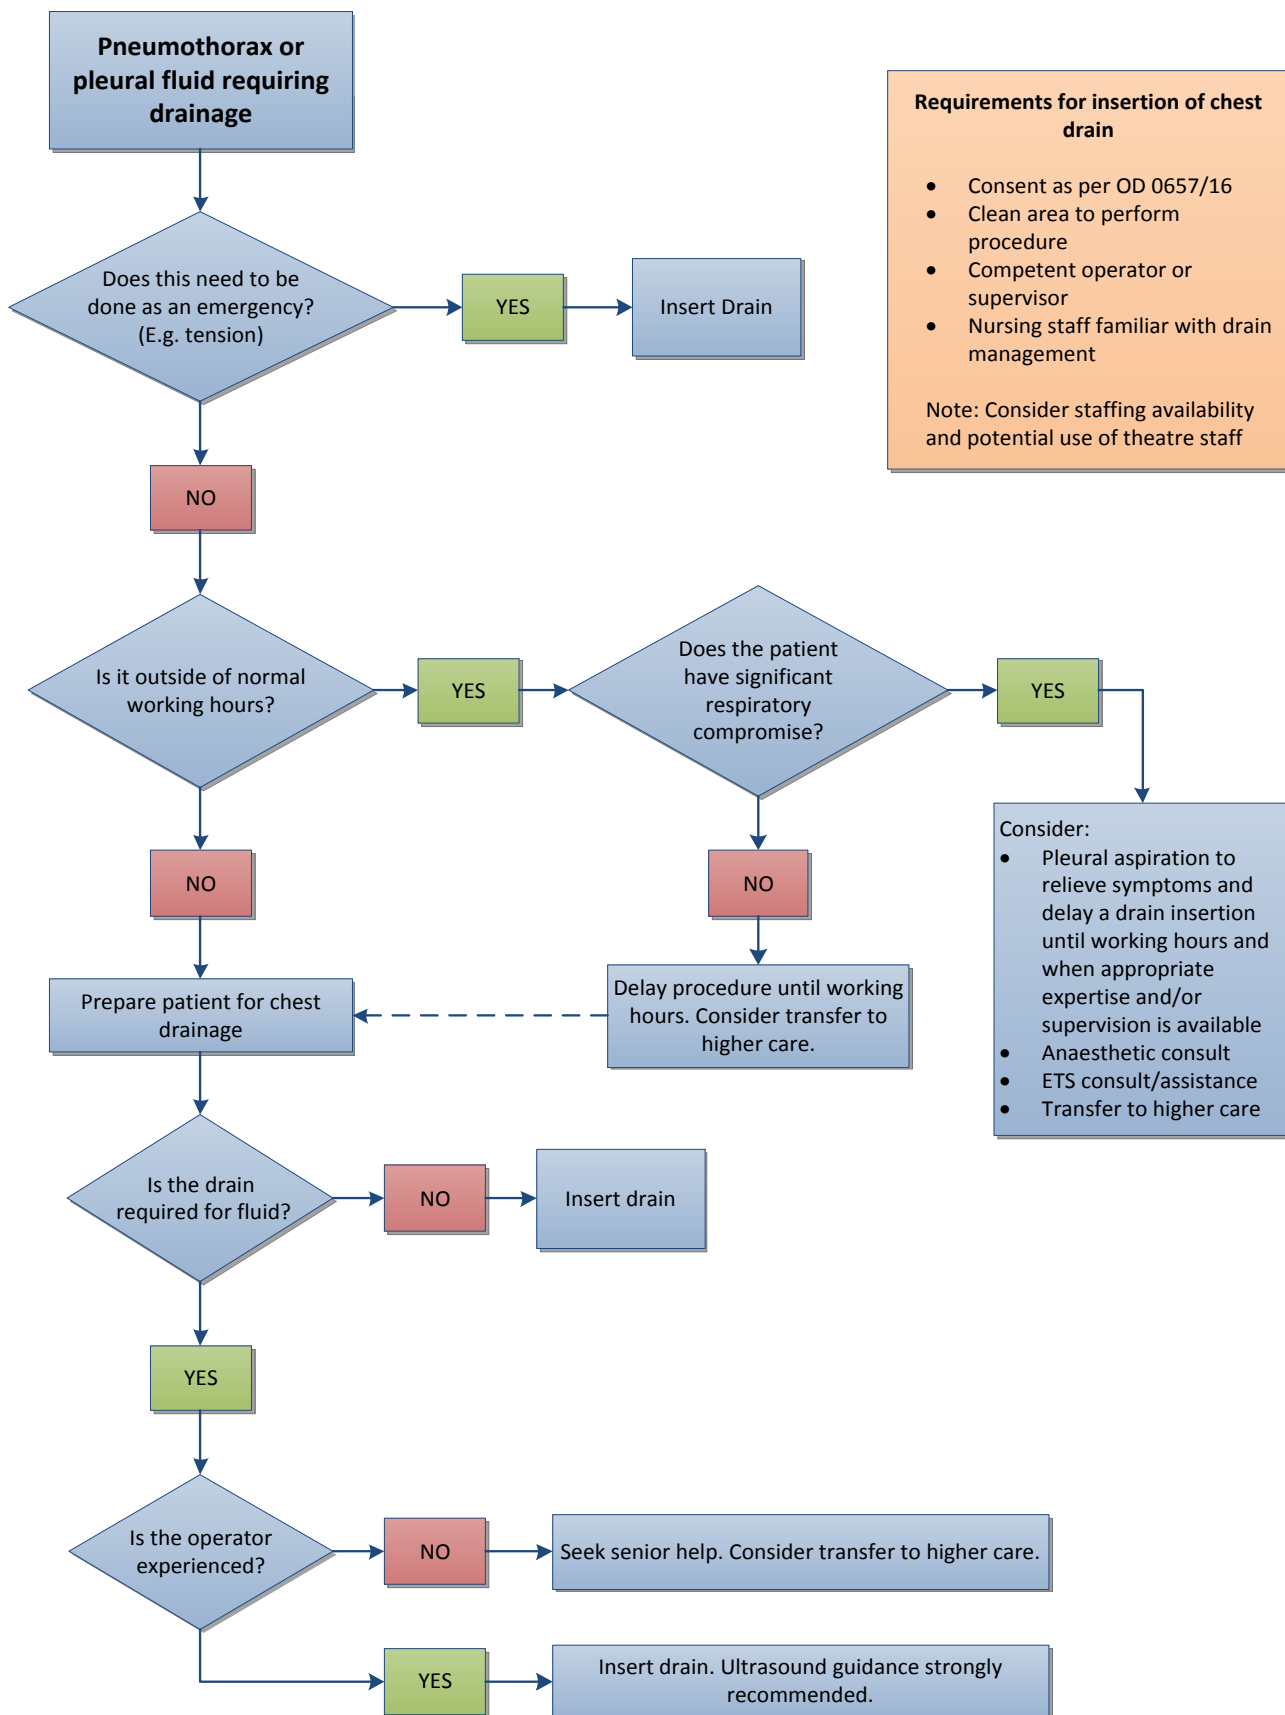 Pneumothorax or
pleural fluid requiring
drainage
Requirements for insertion of chest
drain
• Consent as per OD 0657/16
• Clean area to perform
procedure
• Competent operator or
supervisor
• Nursing staff familiar with drain
management
Note: Consider staffing availability
and potential use of theatre staff
Does this need to be
done as an emergency?
(E.g. tension)
YES
Insert Drain
NO
Is it outside of normal
working hours?
YES
Does the patient
have significant
respiratory
compromise?
YES
Consider:
• Pleural aspiration to
relieve symptoms and
delay a drain insertion
until working hours and
when appropriate
expertise and/or
supervision is available
• Anaesthetic consult
• ETS consult/assistance
• Transfer to higher care
NO
NO
Prepare patient for chest
drainage
Delay procedure until working
hours. Consider transfer to
higher care.
Is the drain
required for fluid?
NO
Insert drain
YES
Is the operator
experienced?
NO
Seek senior help. Consider transfer to higher care.
YES
Insert drain. Ultrasound guidance strongly
recommended.